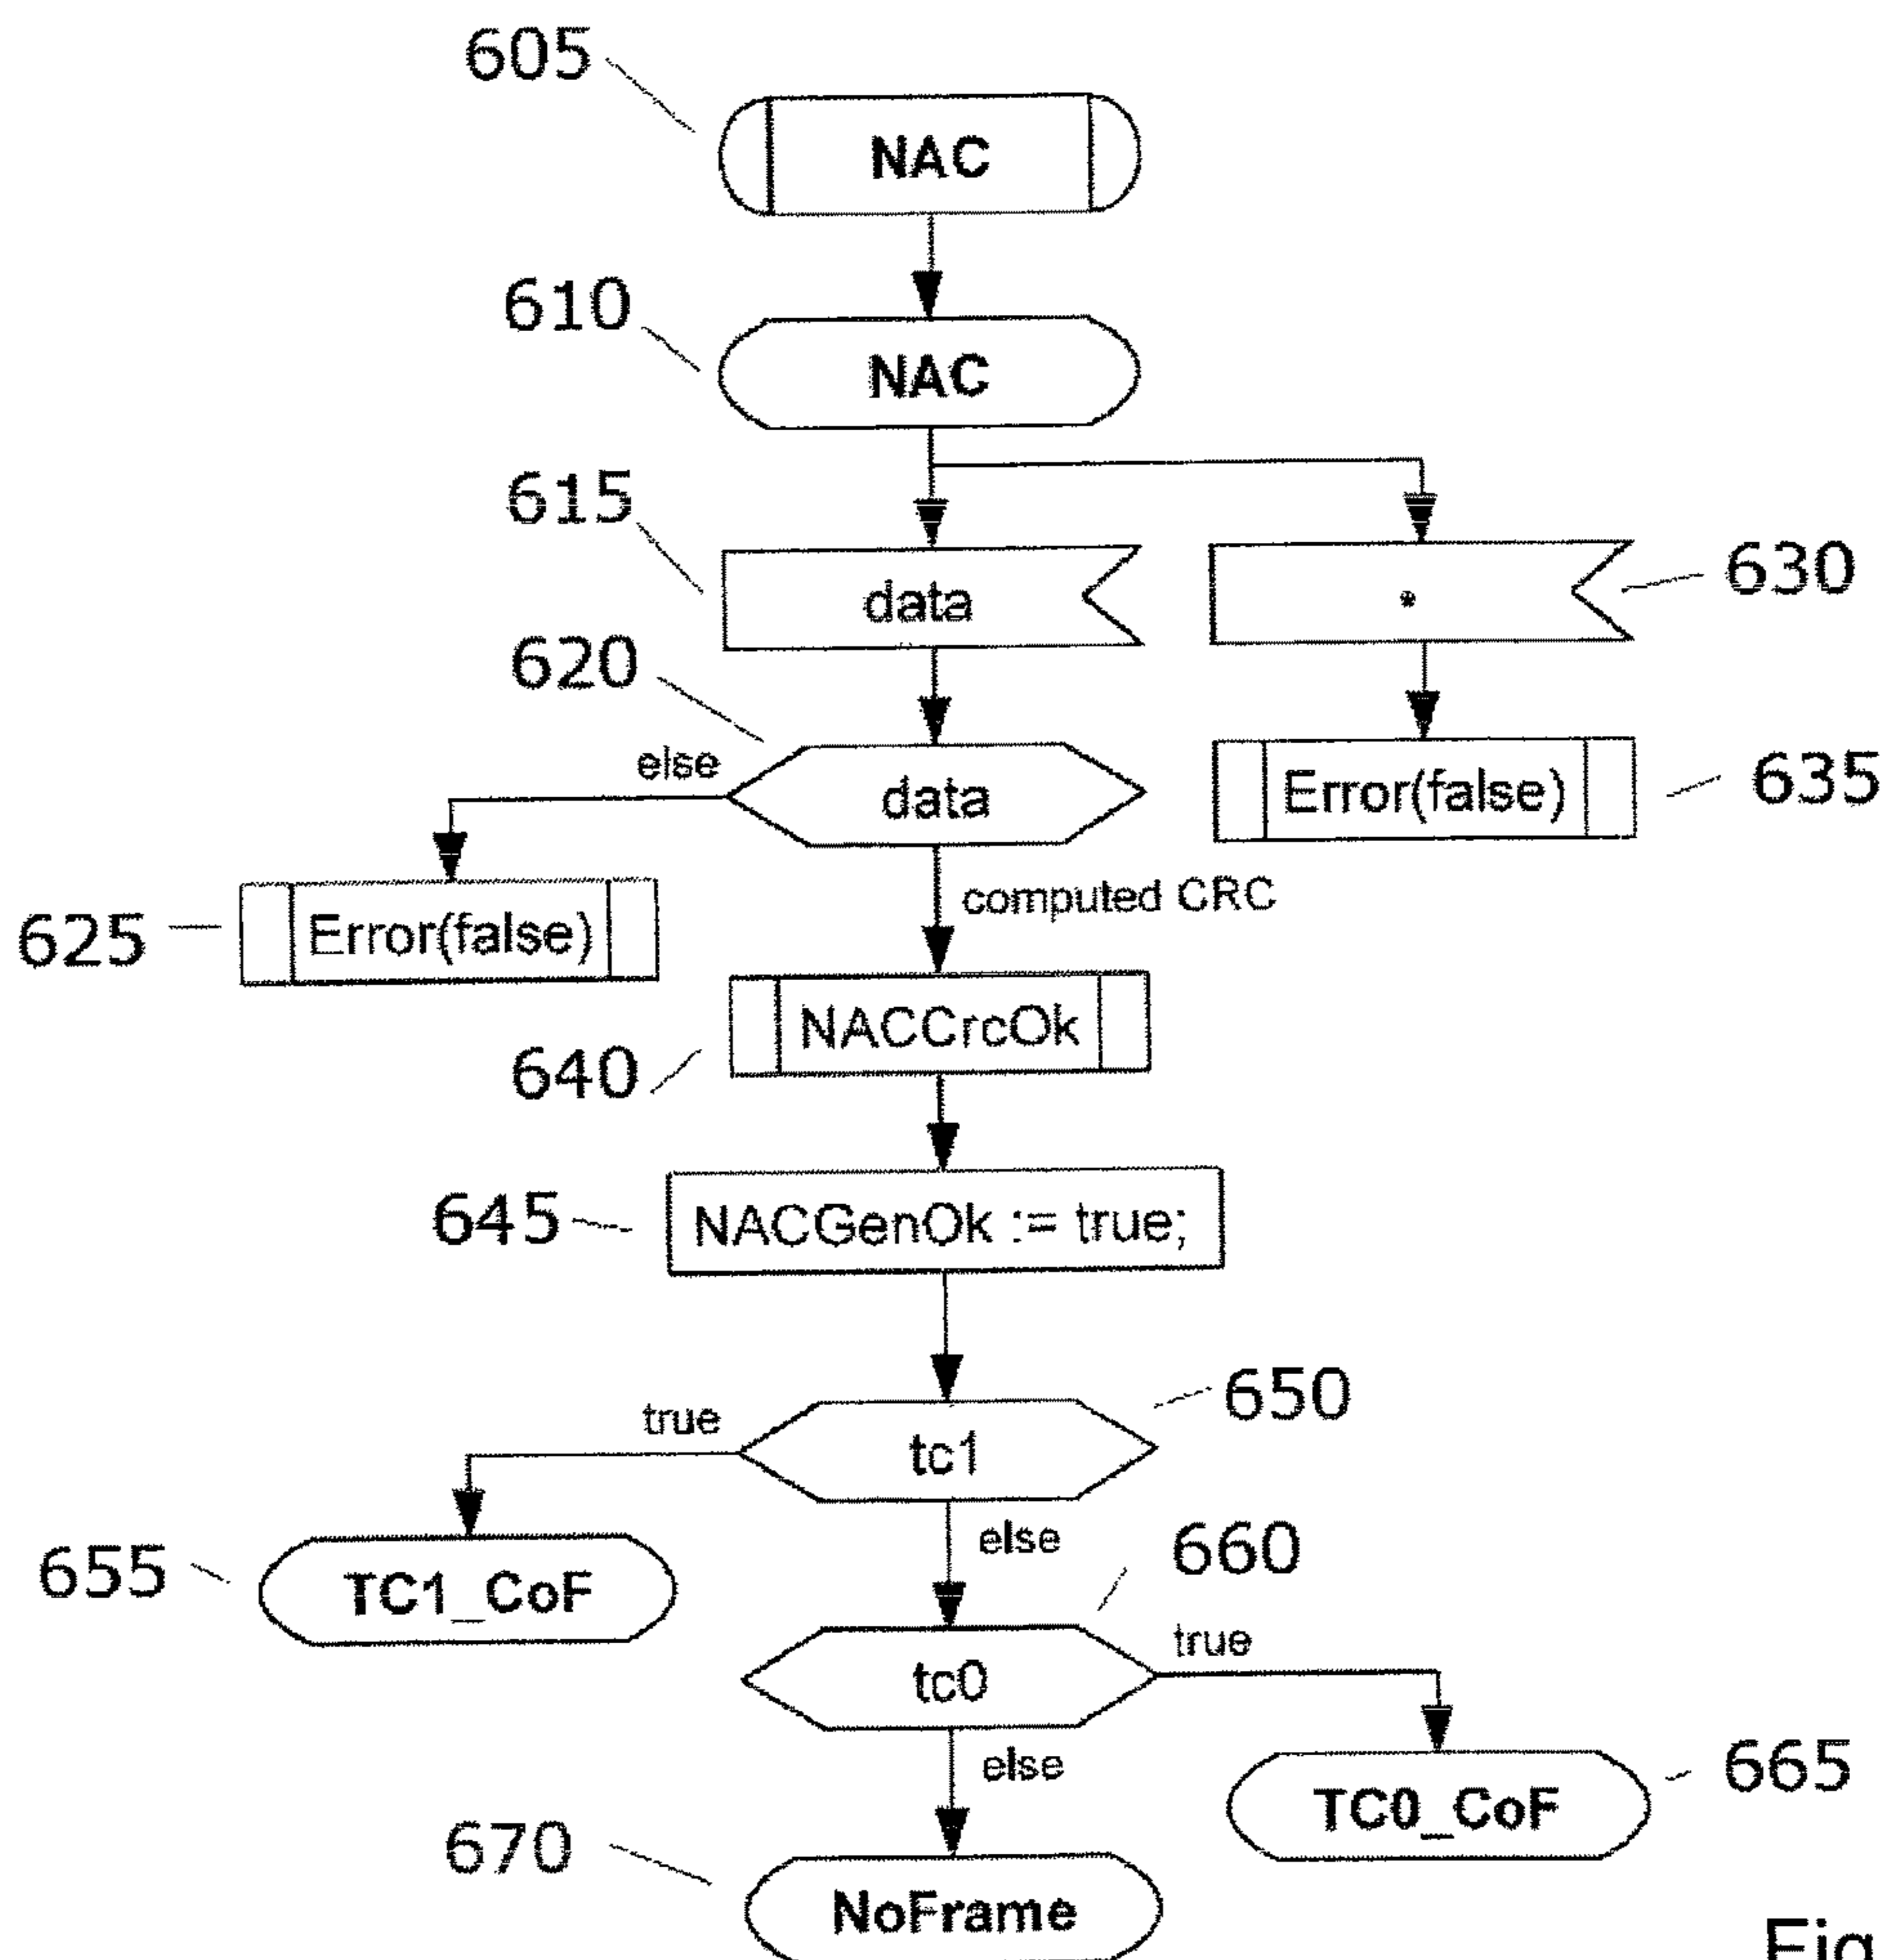 605
NAC
610
NAC
615
data
*
630
620
else
data
Error(false)
635
computed CRC
625
Error(false)
NACCrcOk
640
645
NACGenOk := true;
650
true
tc1
else
660
655
TC1_CoF
true
tc0
else
665
TC0_CoF
670
NoFrame
Fig